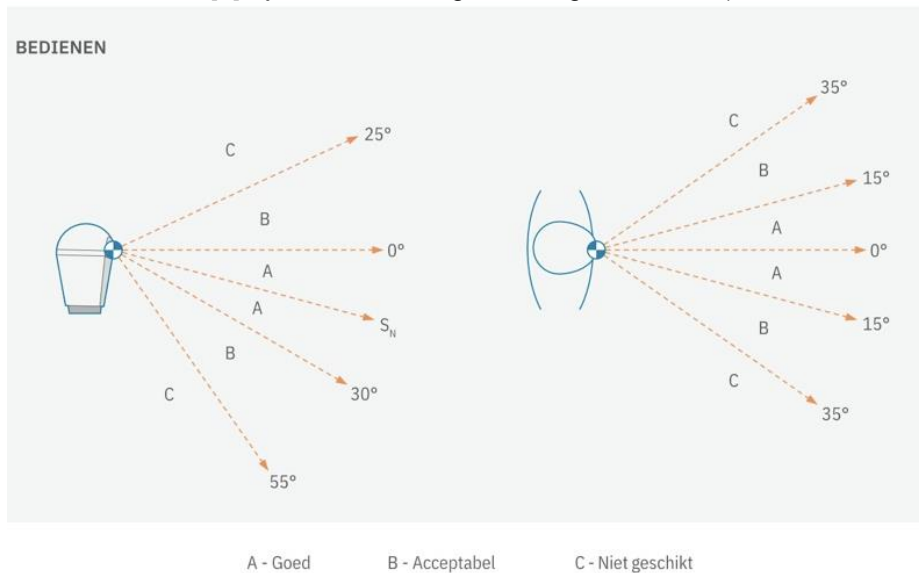 BEDIENEN
C
25°
B
0°
A
S_N
A
B
30°
C
55°
35°
C
B
15°
A
0°
A
15°
B
C
35°
A - Goed B - Acceptabel C - Niet geschikt